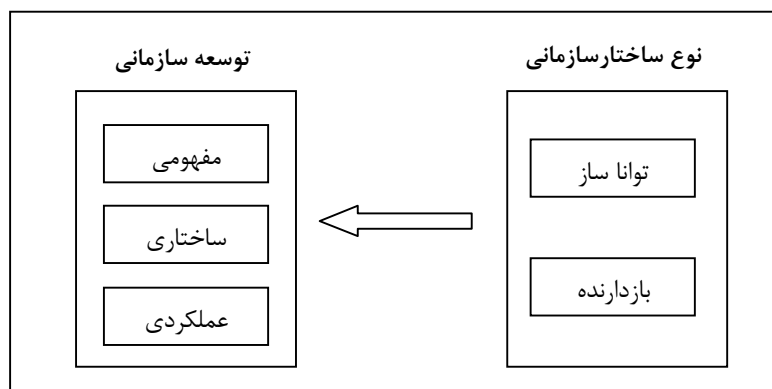 نوع ساختارسازمانی
توانا ساز
بازدارنده
توسعه سازمانی
مفهومی
ساختاری
عملکردی